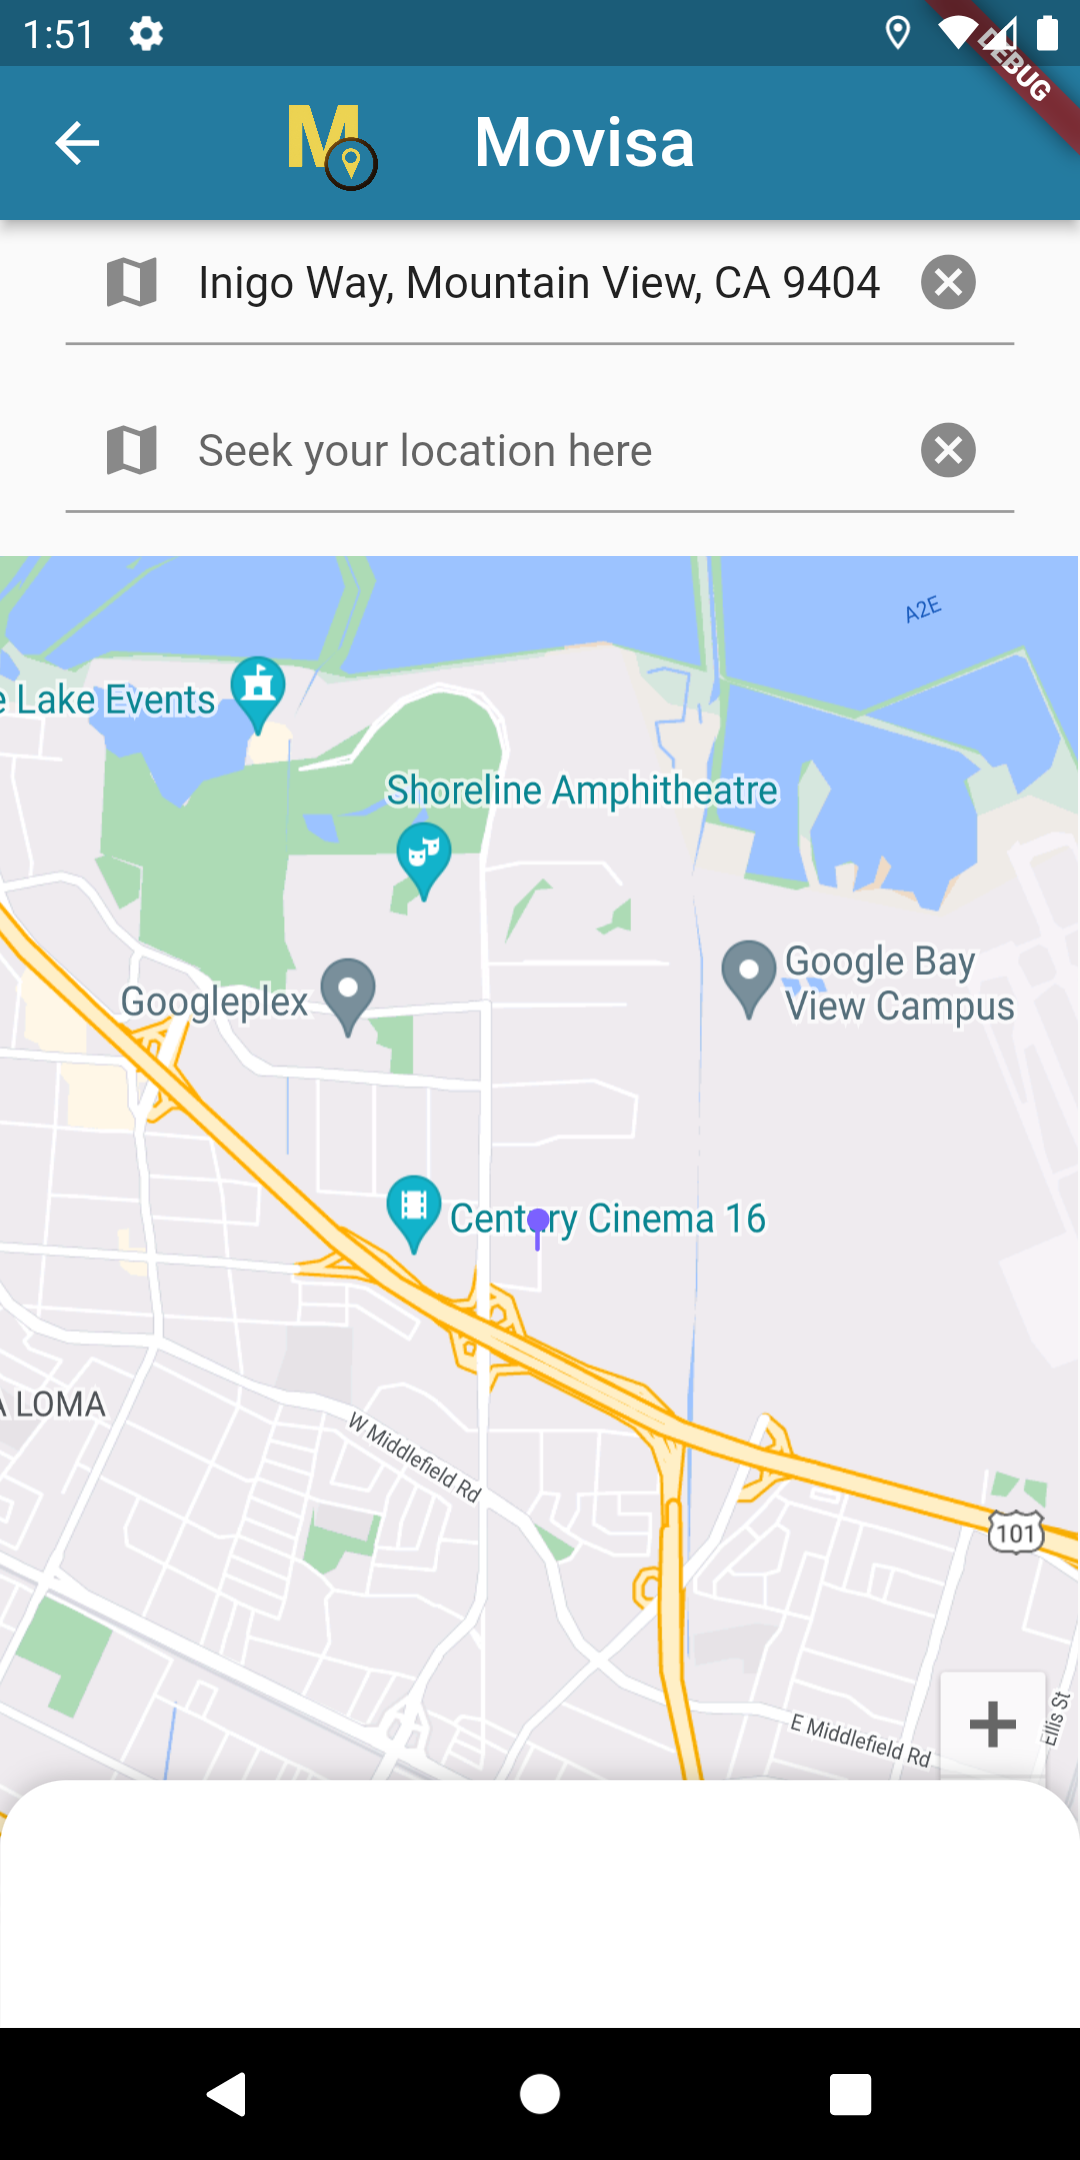 1:51
DEBUG
M
Movisa
Inigo Way, Mountain View, CA 9404
Seek your location here
A2E
e Lake Events
Shoreline Amphitheatre
Googleplex
Google Bay
View Campus
Century Cinema 16
A LOMA
W Middlefield Rd
101
E Middlefield Rd
Ellis St